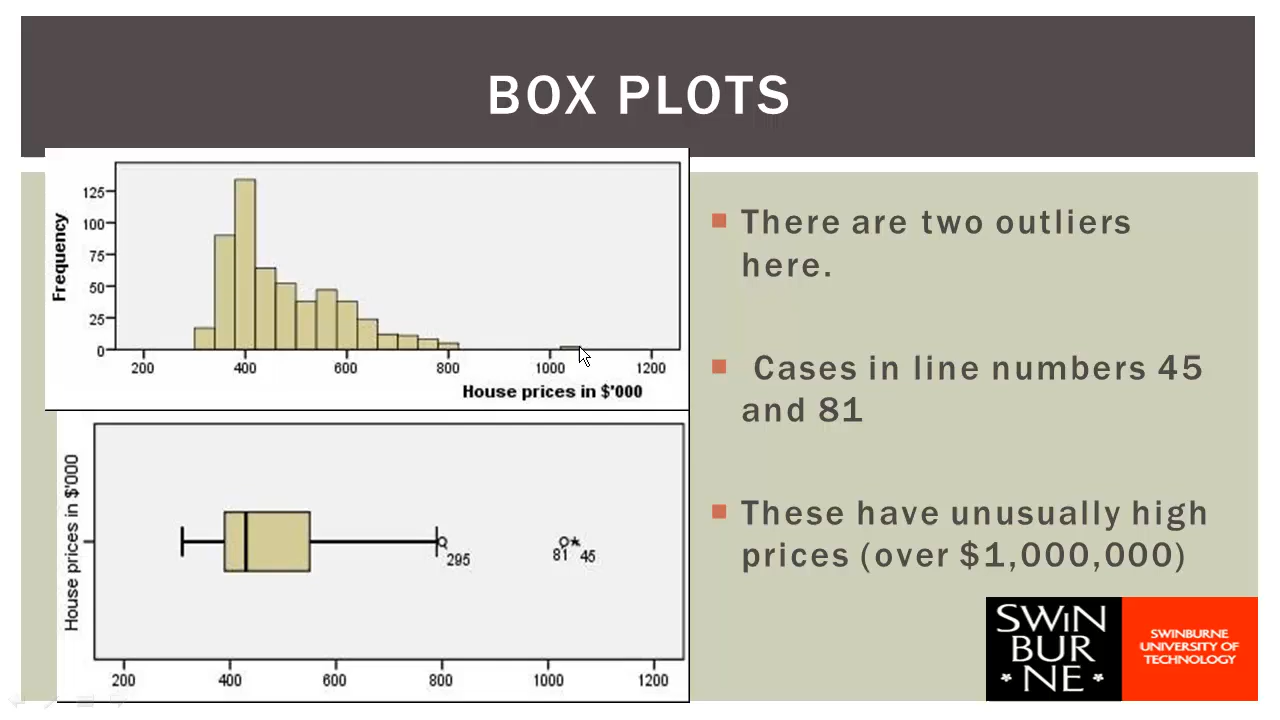 BOX PLOTS
Frequency
125
100
75
50
25
0
200 400 600 800 1000 1200
House prices in $'000
House prices in $'000
295
81
45
200 400 600 800 1000 1200
There are two outliers
here.
Cases in line numbers 45
and 81
These have unusually high
prices (over $1,000,000)
SWIN
BUR
*NE*
SWINBURNE
UNIVERSITY OF
TECHNOLOGY